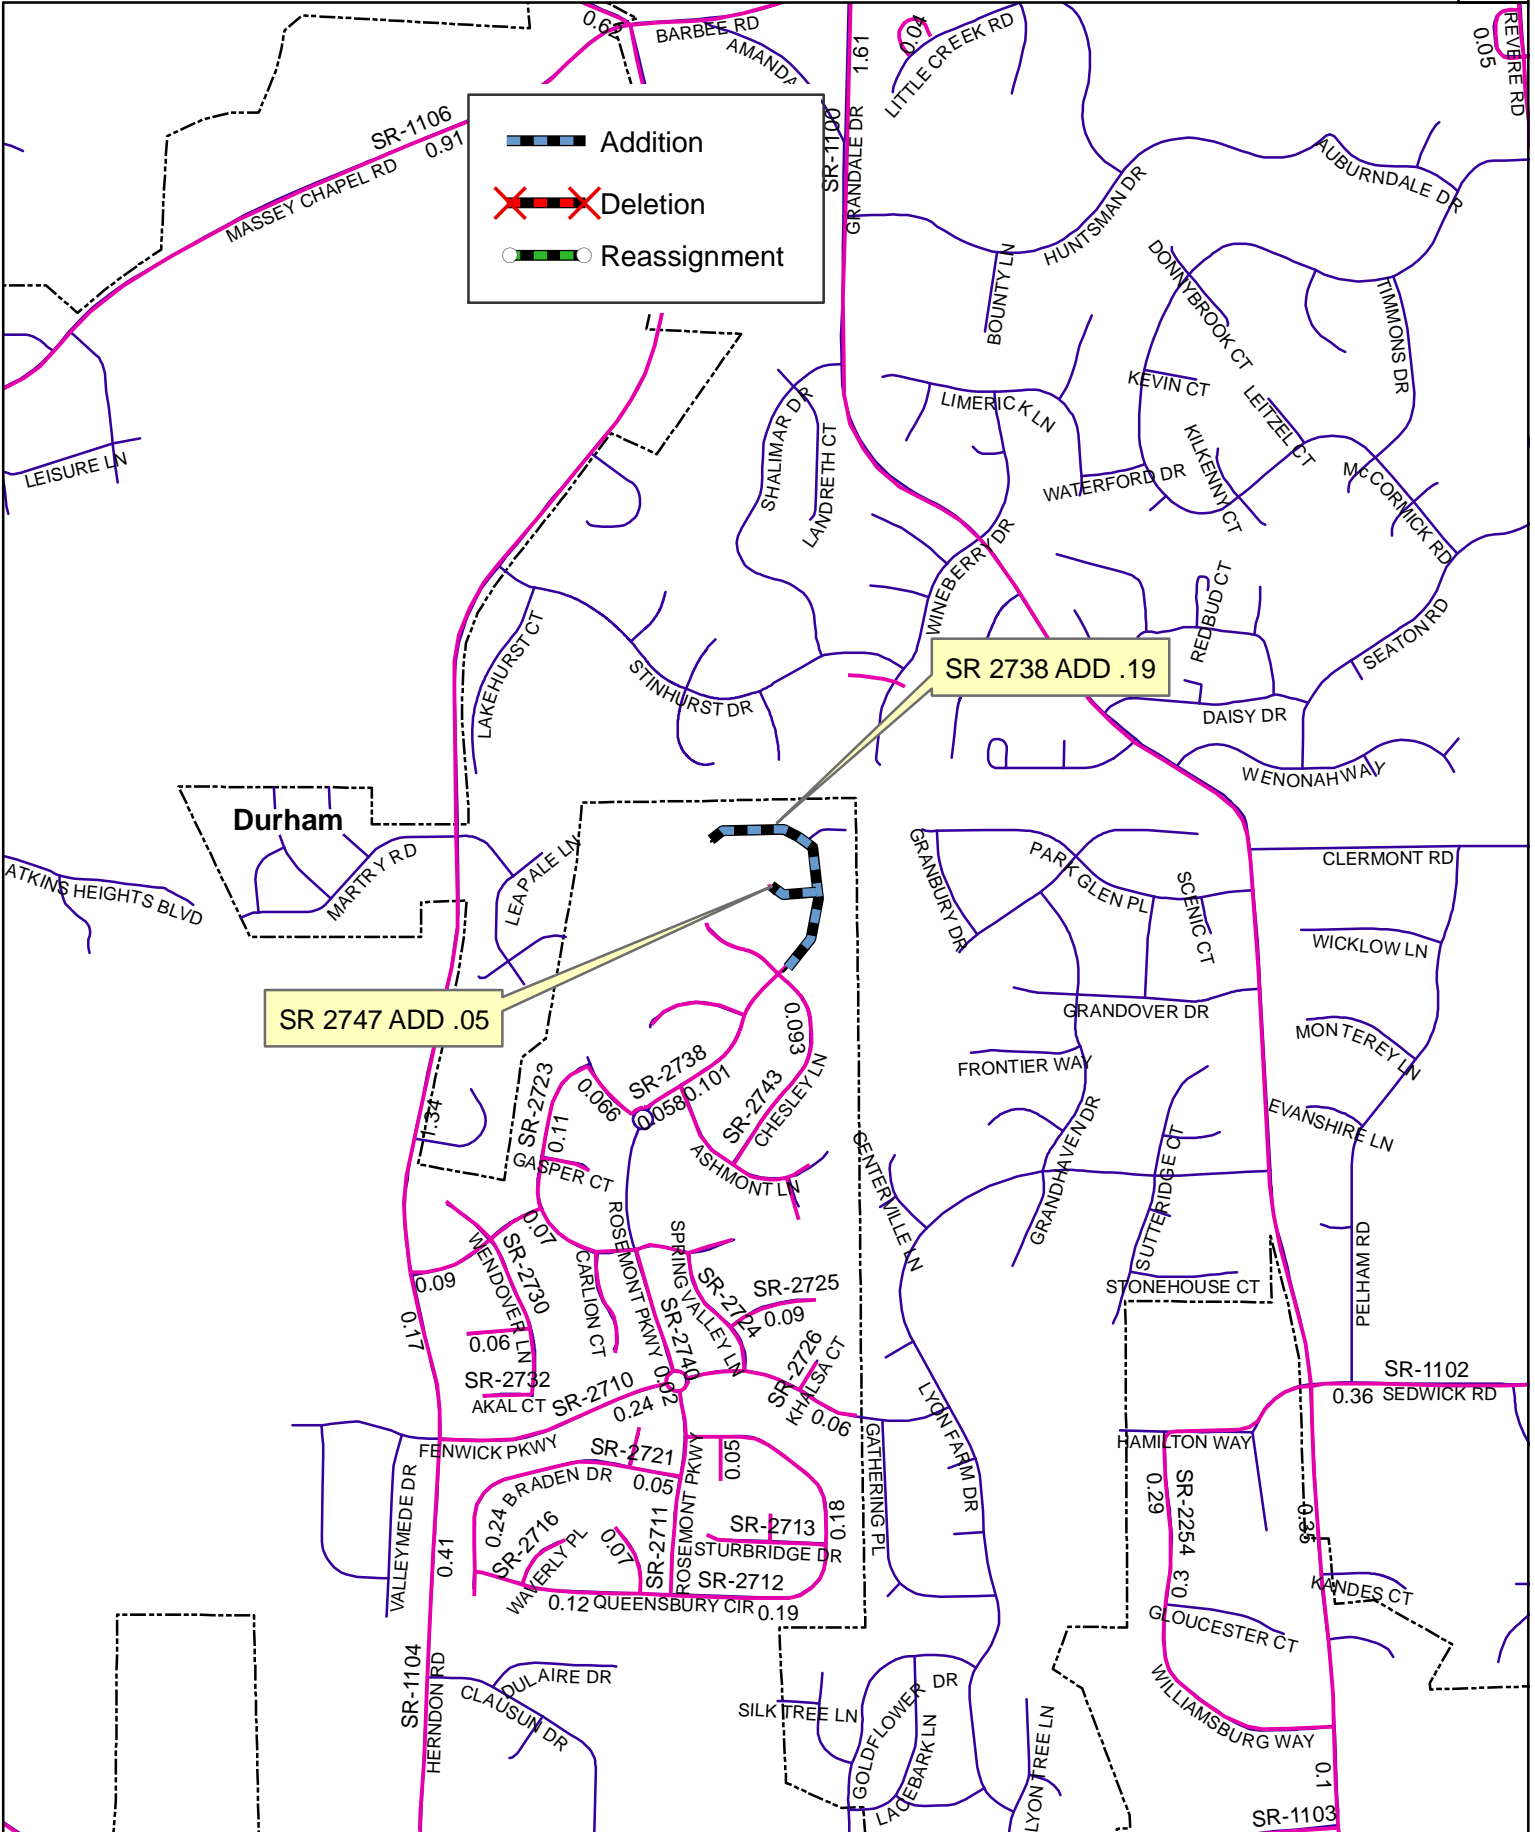 0.62
BARBEE RD
AMANDA
1.61
0.04
LITTLE CREEK RD
0.05
REVERE RD
SR-1106
0.91
MASSEY CHAPEL RD
Addition
Deletion
Reassignment
SR-1100
GRANDALE DR
HUNTSMAN DR
AUBURNDALE DR
BOUNTY LN
DONNYBROOK CT
TIMMONS DR
KEVIN CT
LEITZEL CT
LIMERICK LN
SHALIMAR DR
LANDRETH CT
KILKENNY CT
WATERFORD DR
McCORMICK RD
LEISURE LN
WINEBERRY DR
REDBUD CT
SEATON RD
LAKEHURST CT
STINHURST DR
SR 2738 ADD .19
DAISY DR
WENONAH WAY
Durham
MARTRY RD
LEAPALE LN
ATKINS HEIGHTS BLVD
GRANBURY DR
PARK GLEN PL
SCENIC CT
CLERMONT RD
WICKLOW LN
SR 2747 ADD .05
GRANDOVER DR
MONTEREY LN
FRONTIER WAY
EVANSHIRE LN
0.093
SR-2738
0.101
0.058
0.066
SR-2743
CHESLEY LN
SR-2723
0.11
1.34
GASPER CT
ASHMONT LN
CENTERVILLE LN
GRANDHAVEN DR
SUTTERIDGE CT
STONEHOUSE CT
PELHAM RD
0.07
0.09
0.17
WENDOVER LN
SR-2730
CARLION CT
ROSEMONT PKWY
SR-2740
SPRING VALLEY LN
SR-2724
SR-2725
0.09
0.06
SR-2732
AKAL CT
SR-2710
0.24
0.02
SR-2726
KHALSA CT
0.06
SR-1102
0.36
SEDWICK RD
FENWICK PKWY
SR-2721
0.05
BRADEN DR
ROSEMONT PKWY
0.05
GATHERING PL
LYON FARM DR
HAMILTON WAY
VALLEYMEDE DR
0.41
0.24
SR-2716
WAVERLY PL
0.07
SR-2711
SR-2713
STURBRIDGE DR
0.18
SR-2712
0.12
QUEENSBURY CIR
0.19
0.29
SR-2254
0.3
0.35
KANDES CT
GLOUCESTER CT
WILLIAMSBURG WAY
SR-1104
HERNDON RD
DULAIRE DR
CLAUSUN DR
SILK TREE LN
GOLDFLOWER DR
LACEBARK LN
LYON TREE LN
0.1
SR-1103